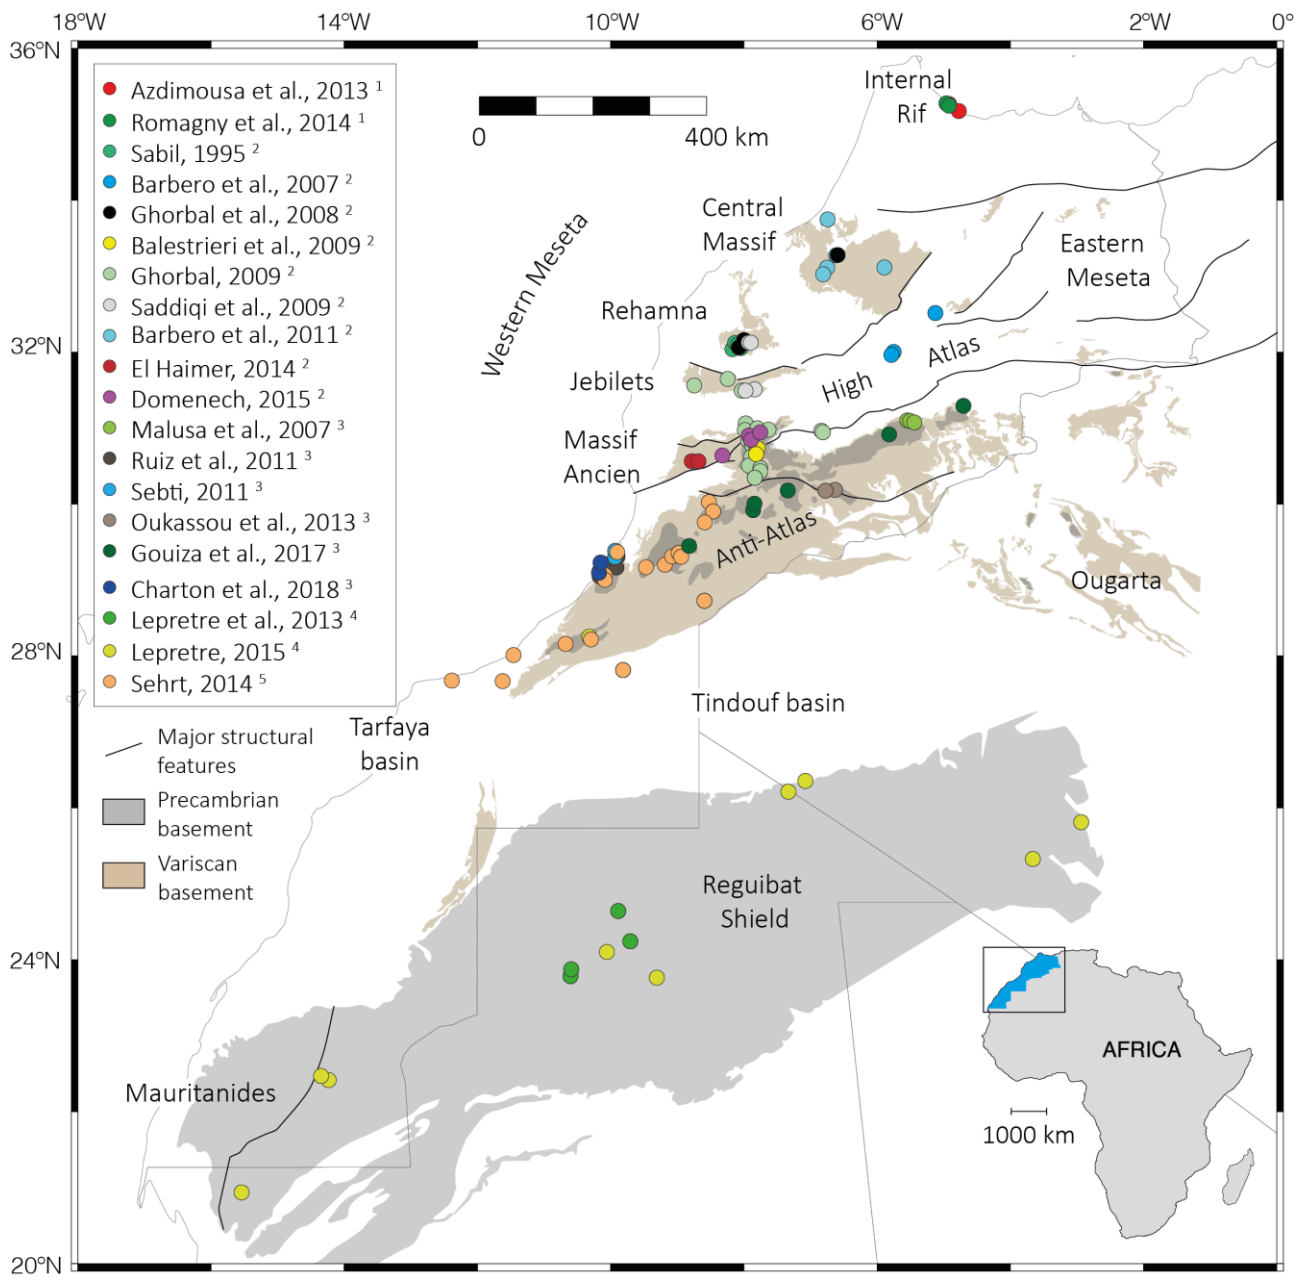 18°W
14°W
10°W
6°W
2°W
0°
36°N
32°N
28°N
24°N
20°N
Azdimousa et al., 2013 ¹
Romagny et al., 2014 ¹
Sabil, 1995 ²
Barbero et al., 2007 ²
Ghorbal et al., 2008 ²
Balestrieri et al., 2009 ²
Ghorbal, 2009 ²
Saddiqi et al., 2009 ²
Barbero et al., 2011 ²
El Haimer, 2014 ²
Domenech, 2015 ²
Malusa et al., 2007 ³
Ruiz et al., 2011 ³
Sebti, 2011 ³
Oukassou et al., 2013 ³
Gouiza et al., 2017 ³
Charton et al., 2018 ³
Lepretre et al., 2013 ⁴
Lepretre, 2015 ⁴
Sehrt, 2014 ⁵
Major structural
features
Precambrian
basement
Variscan
basement
0
400 km
Internal
Rif
Central
Massif
Eastern
Meseta
Western Meseta
Rehamna
Jebilets
High
Atlas
Massif
Ancien
Anti-Atlas
Ougarta
Tindouf basin
Tarfaya
basin
Reguibat
Shield
Mauritanides
AFRICA
1000 km